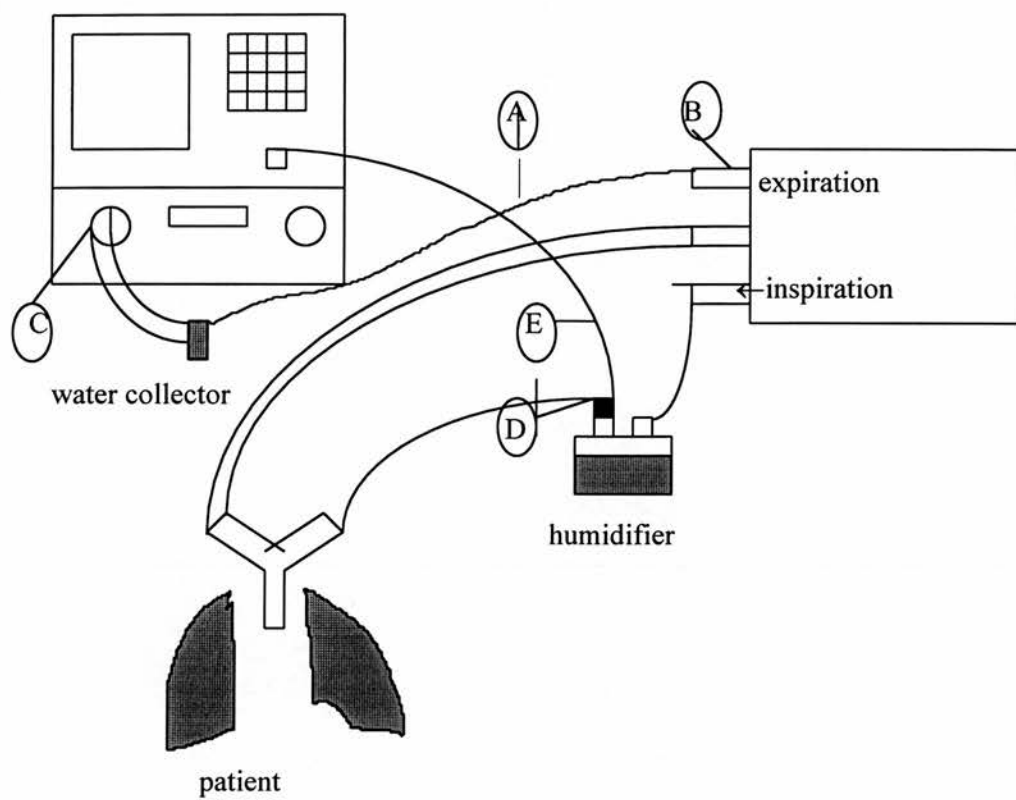 A
B
expiration
inspiration
E
C
water collector
D
humidifier
patient